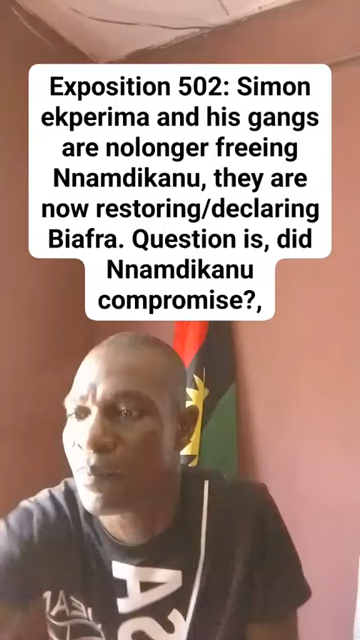 Exposition 502: Simon
ekperima and his gangs
are nolonger freeing
Nnamdikanu, they are
now restoring/declaring
Biafra. Question is, did
Nnamdikanu
compromise?,